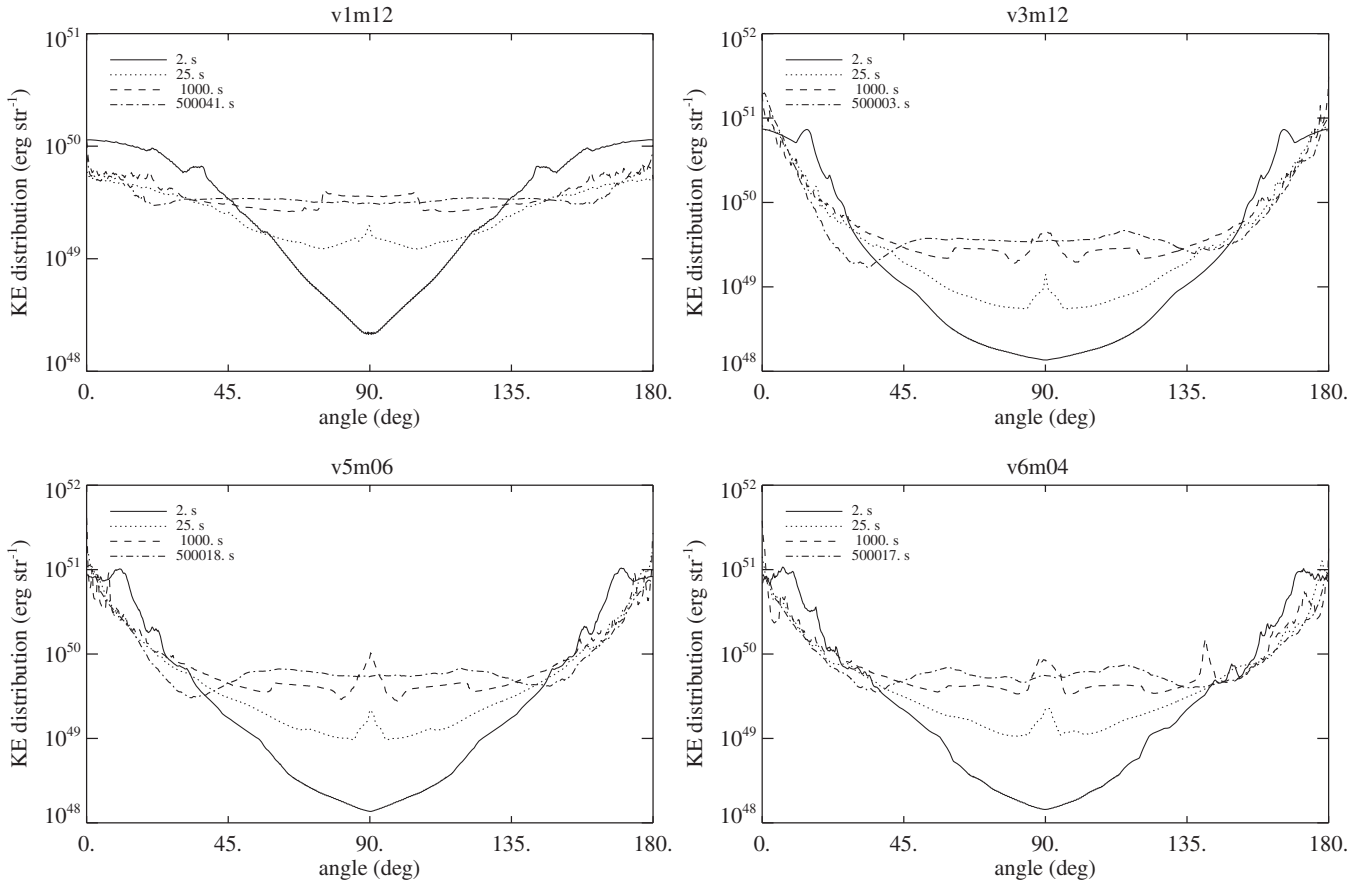 v1m12
10^51
10^50
10^49
10^48
KE distribution (erg str^-1)
2. s
25. s
1000. s
500041. s
0. 45. 90. 135. 180.
angle (deg)
v3m12
10^52
10^51
10^50
10^49
10^48
KE distribution (erg str^-1)
2. s
25. s
1000. s
500003. s
0. 45. 90. 135. 180.
angle (deg)
v5m06
10^52
10^51
10^50
10^49
10^48
KE distribution (erg str^-1)
2. s
25. s
1000. s
500018. s
0. 45. 90. 135. 180.
angle (deg)
v6m04
10^52
10^51
10^50
10^49
10^48
KE distribution (erg str^-1)
2. s
25. s
1000. s
500017. s
0. 45. 90. 135. 180.
angle (deg)